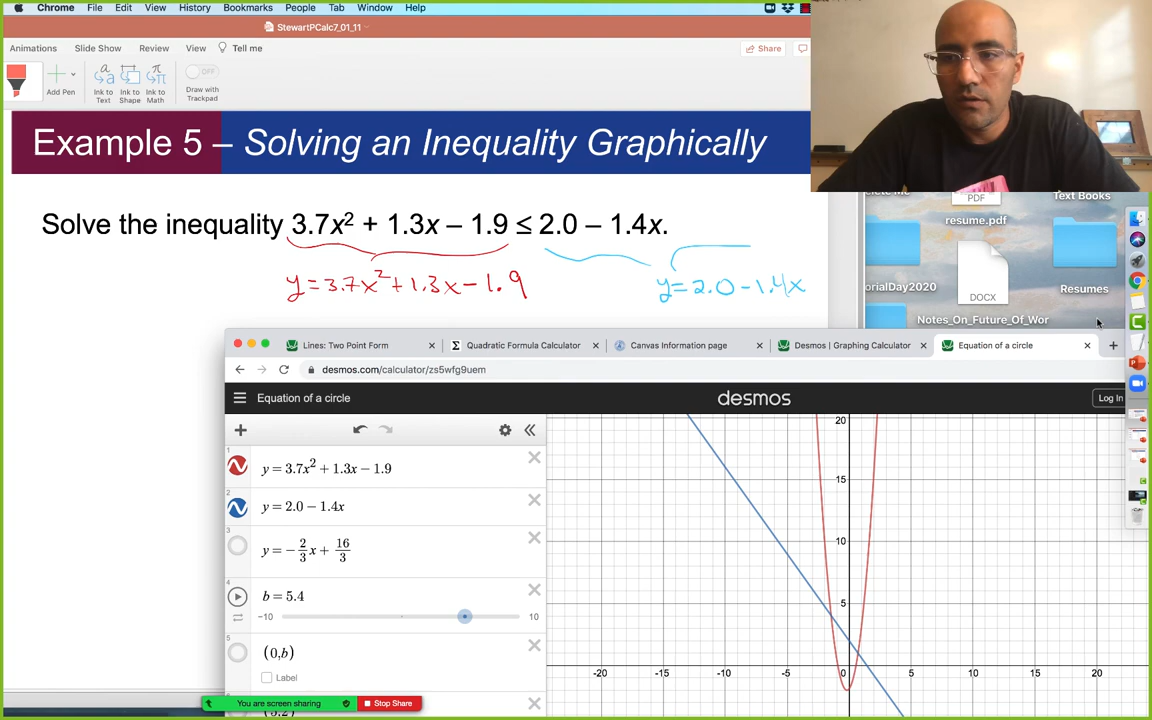 Chrome File Edit View History Bookmarks People Tab Window Help
StewartPCalc7_01_11
Animations Slide Show Review View Tell me
Share
Add Pen
Ink to Text
Ink to Shape
Ink to Math
OFF
Draw with Trackpad
Example 5 – Solving an Inequality Graphically
Solve the inequality 3.7x² + 1.3x – 1.9 ≤ 2.0 – 1.4x.
y=3.7x²+1.3x-1.9
y=2.0-1.4x
PDF
resume.pdf
Text Books
orialDay2020
DOCX
Resumes
Notes_On_Future_Of_Wor
Lines: Two Point Form
Quadratic Formula Calculator
Canvas Information page
Desmos | Graphing Calculator
Equation of a circle
desmos.com/calculator/zs5wfg9uem
Equation of a circle
desmos
Log In
1
y = 3.7x² + 1.3x − 1.9
2
y = 2.0 − 1.4x
3
y = −2/3x + 16/3
4
b = 5.4
-10
10
5
(0,b)
Label
-20 -15 -10 -5 0 5 10 15 20
20
15
10
5
You are screen sharing
Stop Share